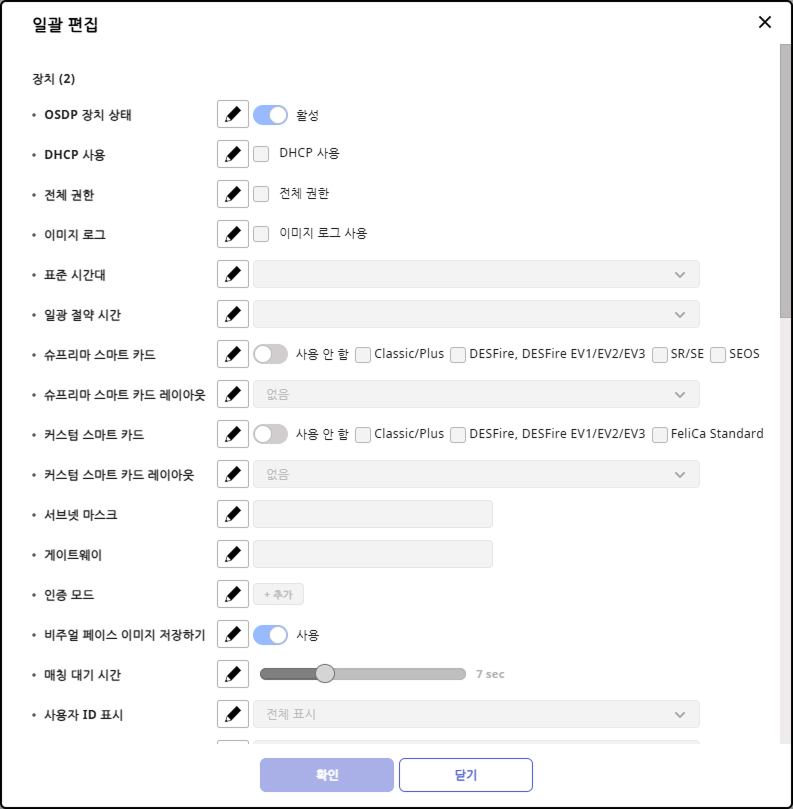 일괄 편집
장치 (2)
OSDP 장치 상태 활성
DHCP 사용 DHCP 사용
전체 권한 전체 권한
이미지 로그 이미지 로그 사용
표준 시간대
일광 절약 시간
슈프리마 스마트 카드 사용 안 함 Classic/Plus DESFire, DESFire EV1/EV2/EV3 SR/SE SEOS
슈프리마 스마트 카드 레이아웃 없음
커스텀 스마트 카드 사용 안 함 Classic/Plus DESFire, DESFire EV1/EV2/EV3 FeliCa Standard
커스텀 스마트 카드 레이아웃 없음
서브넷 마스크
게이트웨이
인증 모드 + 추가
비주얼 페이스 이미지 저장하기 사용
매칭 대기 시간 7 sec
사용자 ID 표시 전체 표시
확인 닫기